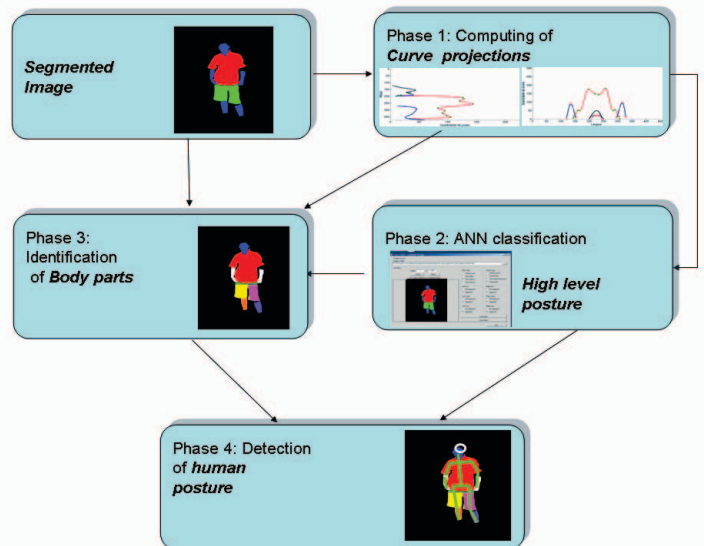 Segmented
Image
Phase 1: Computing of
Curve projections
Phase 3:
Identification
of Body parts
Phase 2: ANN classification
High level
posture
Phase 4: Detection
of human
posture